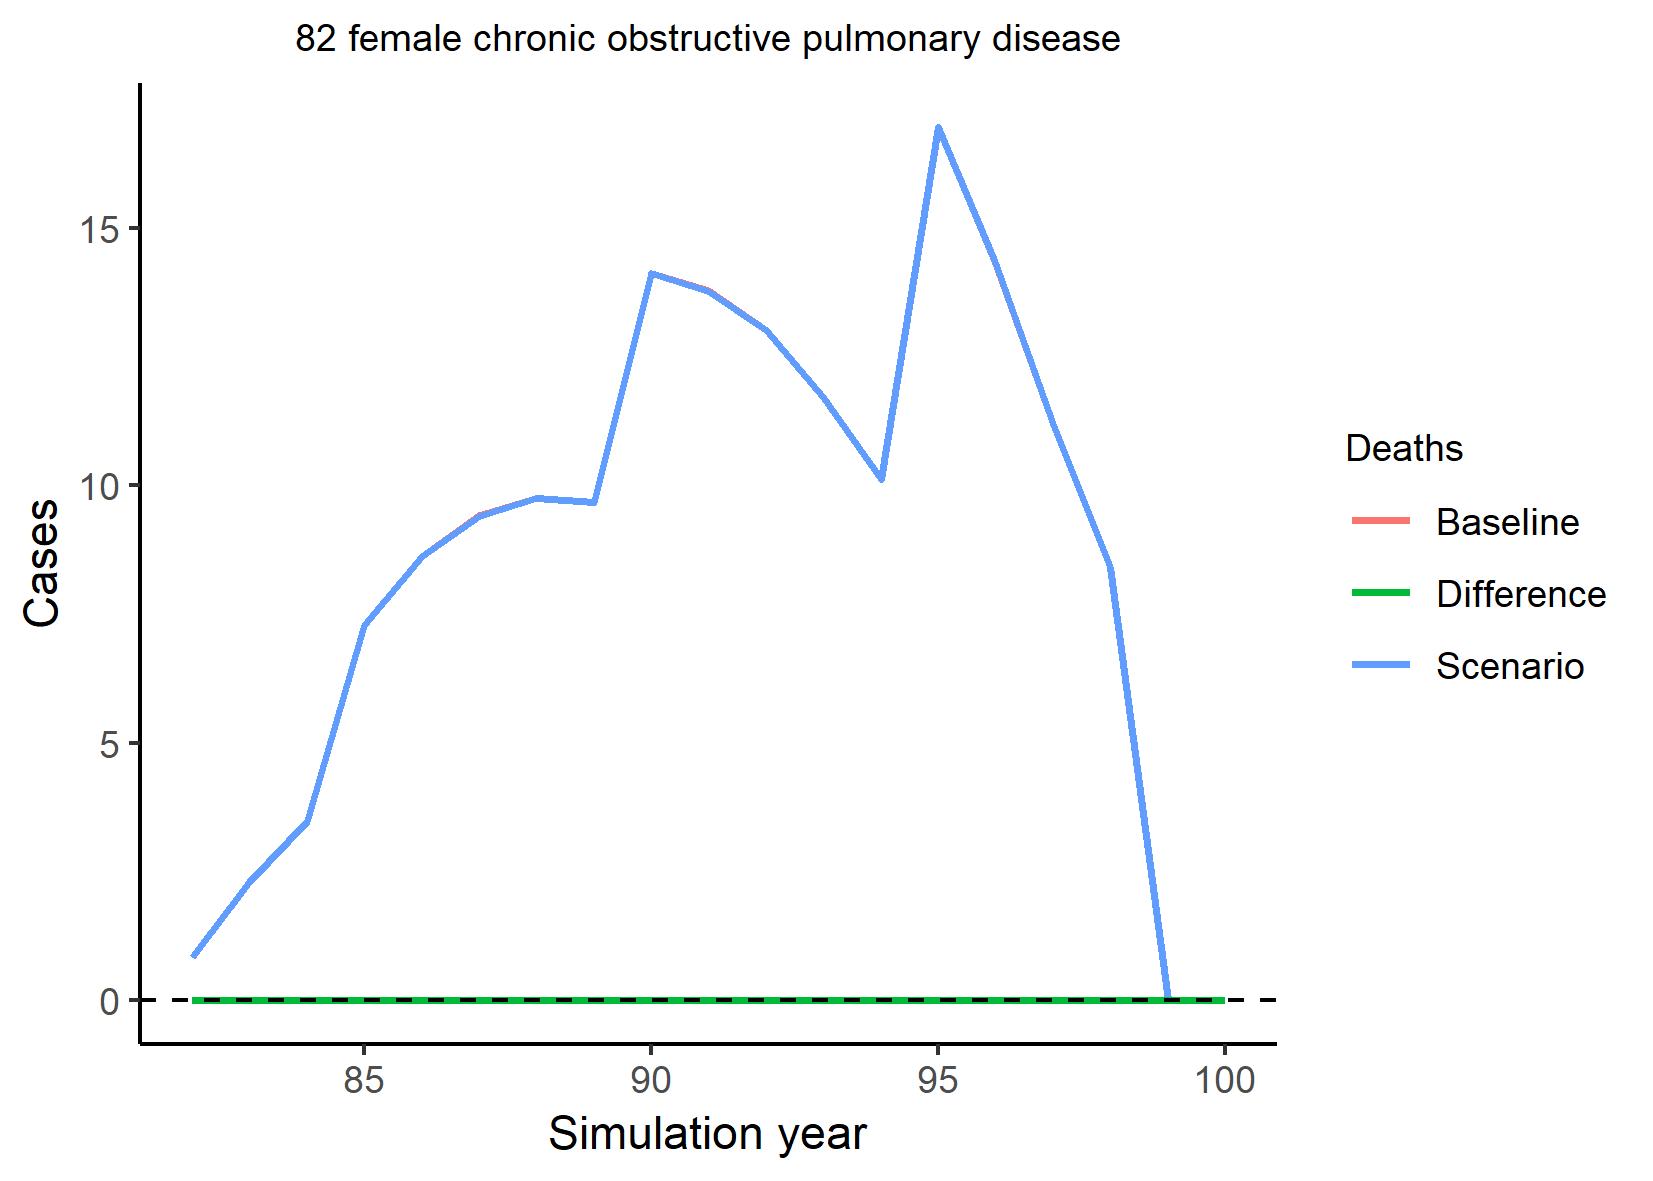 82 female chronic obstructive pulmonary disease
Cases
15
10
5
0
85 90 95 100
Simulation year
Deaths
Baseline
Difference
Scenario